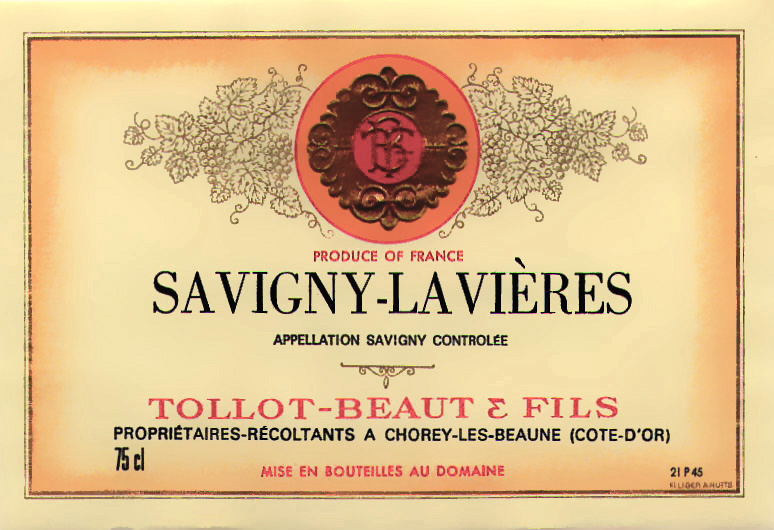 PRODUCE OF FRANCE
SAVIGNY-LAVIÈRES
APPELLATION SAVIGNY CONTROLÉE
TOLLOT-BEAUT & FILS
PROPRIÉTAIRES-RÉCOLTANTS A CHOREY-LES-BEAUNE (COTE-D'OR)
75 cl
MISE EN BOUTEILLES AU DOMAINE
21 P 45